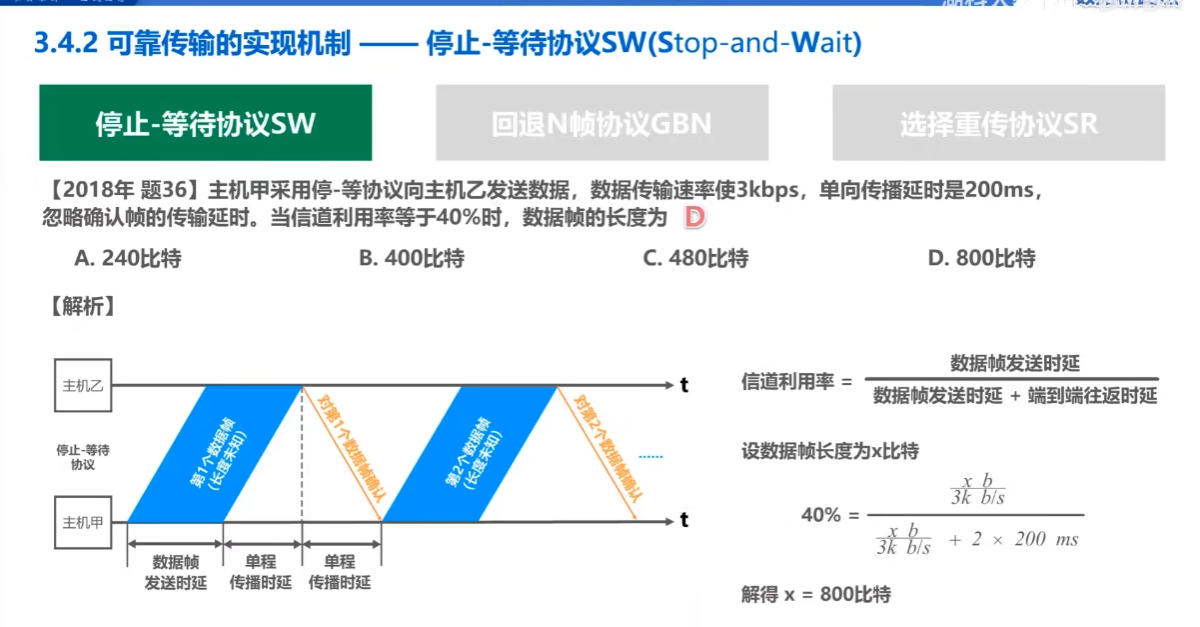 3.4.2 可靠传输的实现机制 —— 停止-等待协议SW(Stop-and-Wait)
停止-等待协议SW
回退N帧协议GBN
选择重传协议SR
【2018年 题36】主机甲采用停-等协议向主机乙发送数据，数据传输速率使3kbps，单向传播延时是200ms，
忽略确认帧的传输延时。当信道利用率等于40%时，数据帧的长度为 D
A. 240比特 B. 400比特 C. 480比特 D. 800比特
【解析】
主机乙
t
停止-等待
协议
主机甲
t
第1个数据帧
(长度未知)
对第1个数据帧确认
第2个数据帧
(长度未知)
对第2个数据帧确认
......
数据帧
发送时延
单程
传播时延
单程
传播时延
信道利用率 =
数据帧发送时延
数据帧发送时延 + 端到端往返时延
设数据帧长度为x比特
40% =
x b
3k b/s
x b
3k b/s + 2 × 200 ms
解得 x = 800比特